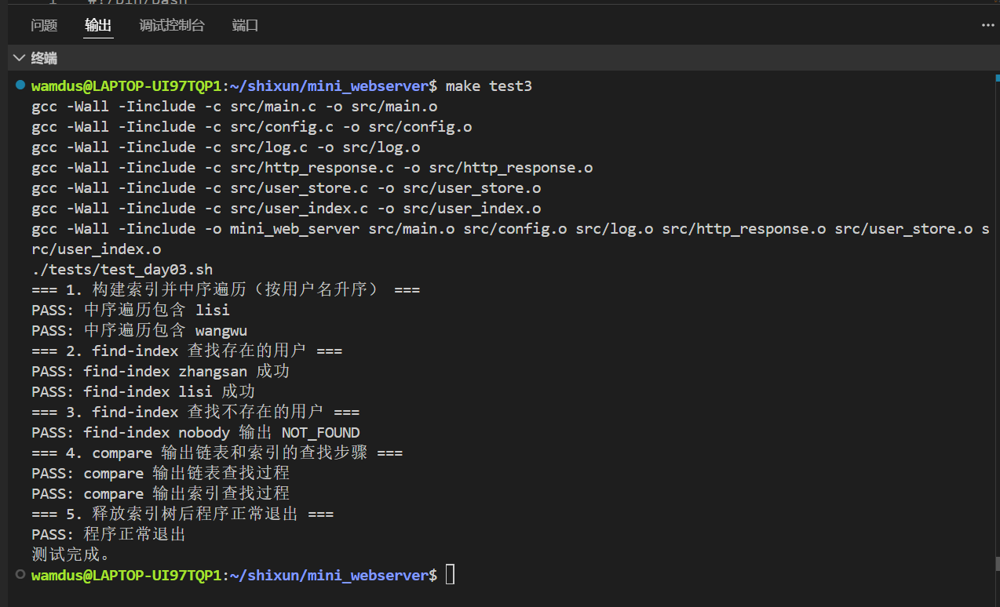 #!/bin/bash
问题 输出 调试控制台 端口
终端
wamdus@LAPTOP-UI97TQP1:~/shixun/mini_webserver$ make test3
gcc -Wall -Iinclude -c src/main.c -o src/main.o
gcc -Wall -Iinclude -c src/config.c -o src/config.o
gcc -Wall -Iinclude -c src/log.c -o src/log.o
gcc -Wall -Iinclude -c src/http_response.c -o src/http_response.o
gcc -Wall -Iinclude -c src/user_store.c -o src/user_store.o
gcc -Wall -Iinclude -c src/user_index.c -o src/user_index.o
gcc -Wall -Iinclude -o mini_web_server src/main.o src/config.o src/log.o src/http_response.o src/user_store.o s
rc/user_index.o
./tests/test_day03.sh
=== 1. 构建索引并中序遍历（按用户名升序） ===
PASS: 中序遍历包含 lisi
PASS: 中序遍历包含 wangwu
=== 2. find-index 查找存在的用户 ===
PASS: find-index zhangsan 成功
PASS: find-index lisi 成功
=== 3. find-index 查找不存在的用户 ===
PASS: find-index nobody 输出 NOT_FOUND
=== 4. compare 输出链表和索引的查找步骤 ===
PASS: compare 输出链表查找过程
PASS: compare 输出索引查找过程
=== 5. 释放索引树后程序正常退出 ===
PASS: 程序正常退出
测试完成。
wamdus@LAPTOP-UI97TQP1:~/shixun/mini_webserver$